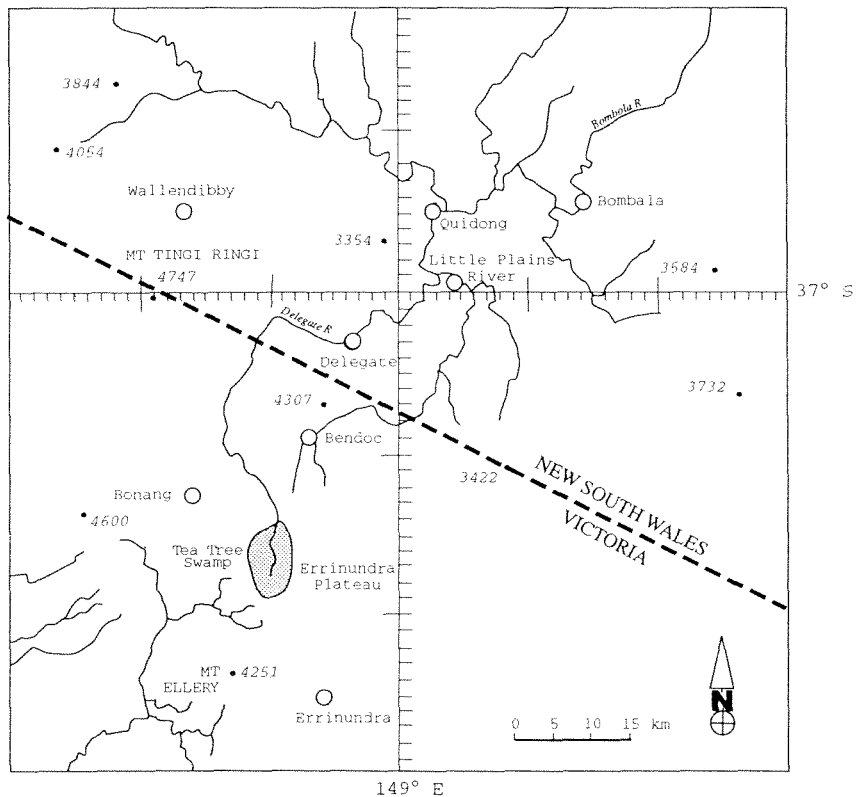 3844
Bombola R
4054
Wallendibby
Bombala
Quidong
3354
MT TINGI RINGI
Little Plains
River
4747
3584
37° S
Delegate R
Delegate
3732
4307
Bendoc
3422
NEW SOUTH WALES
VICTORIA
Bonang
4600
Tea Tree
Swamp
Errinundra
Plateau
MT
ELLERY
4251
Errinundra
N
0 5 10 15 km
149° E